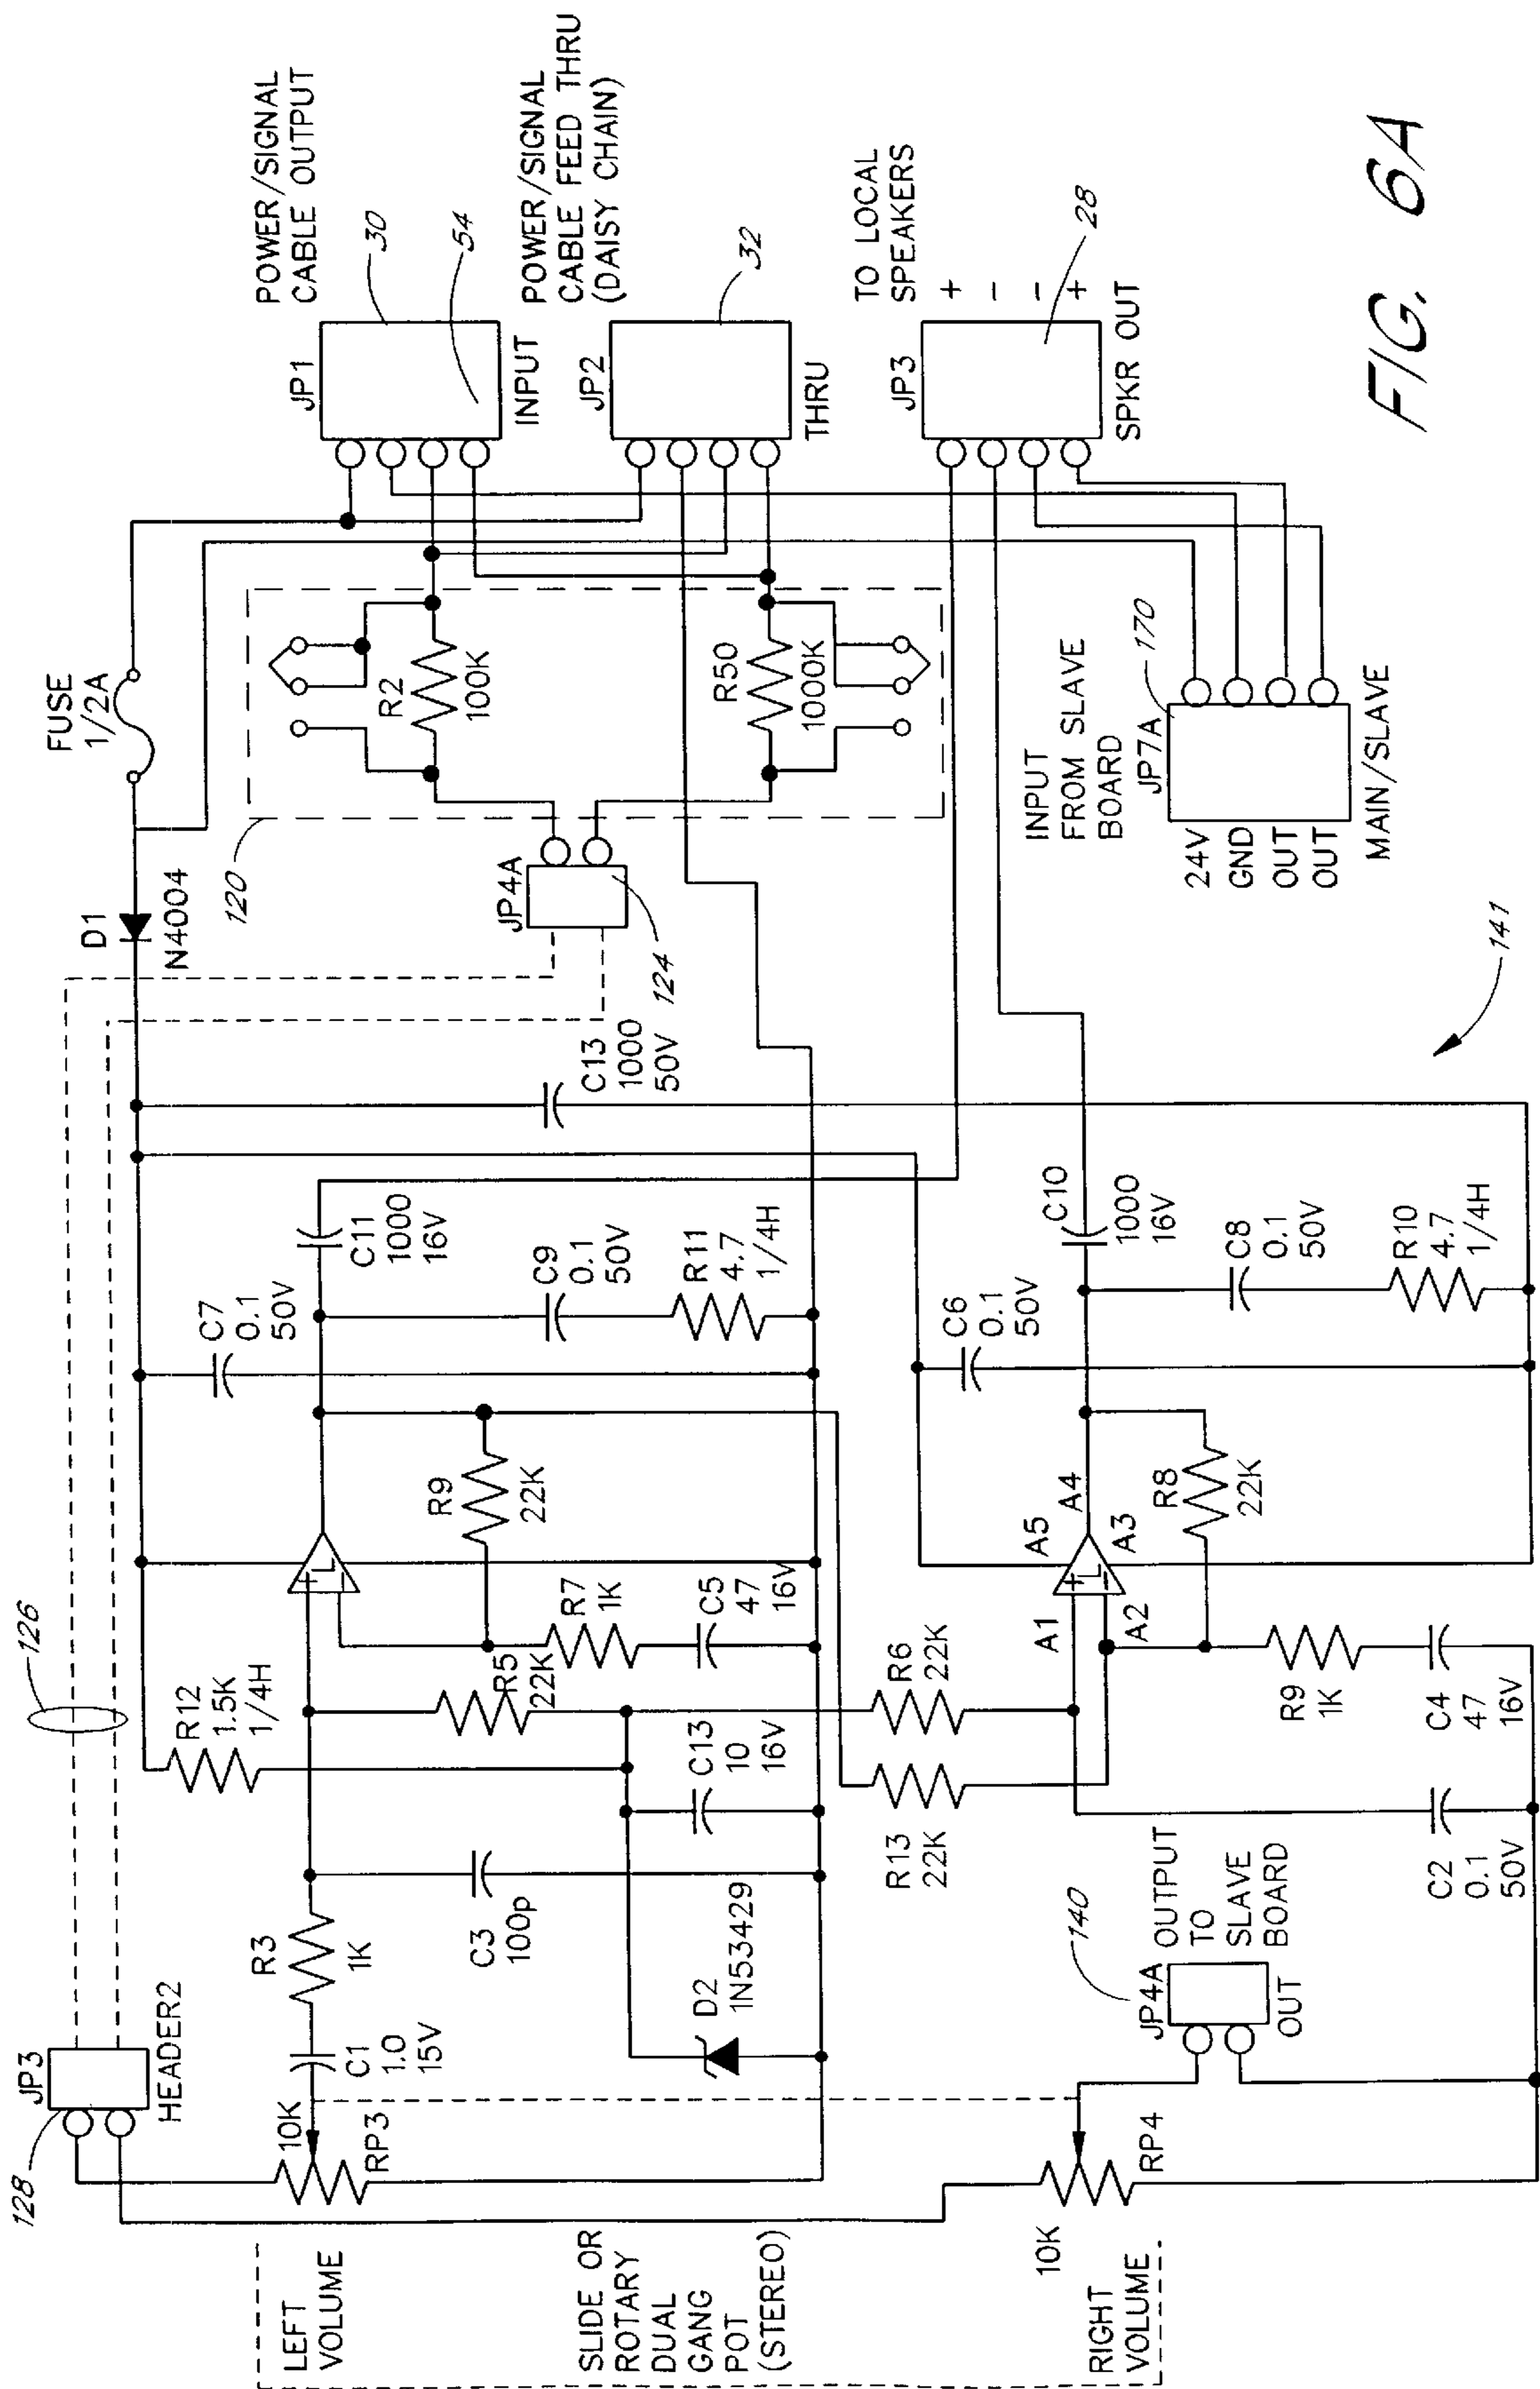 128
JP3
HEADER2
126
LEFT
VOLUME
SLIDE OR
ROTARY
DUAL
GANG
POT
(STEREO)
RIGHT
VOLUME
10K
RP3
10K
RP4
C1
1.0
15V
R3
1K
C3
100p
D2
1N53429
R12
1.5K
1/4H
C13
10
16V
R5
22K
R7
1K
C5
47
16V
R9
22K
+
C7
0.1
50V
C11
1000
16V
C9
0.1
50V
R11
4.7
1/4H
C13
1000
50V
D1
N4004
FUSE
1/2A
120
JP4A
124
R2
100K
R50
1000K
JP1
INPUT
POWER/SIGNAL
CABLE OUTPUT
30
54
JP2
THRU
POWER/SIGNAL
CABLE FEED THRU
(DAISY CHAIN)
32
JP3
SPKR OUT
TO LOCAL
SPEAKERS
+
-
-
+
28
140
JP4A
OUT
OUTPUT
TO
SLAVE
BOARD
R13
22K
R6
22K
C2
0.1
50V
R9
1K
C4
47
16V
A1
A2
+
A5
A4
A3
R8
22K
C6
0.1
50V
C10
1000
16V
C8
0.1
50V
R10
4.7
1/4H
INPUT
FROM SLAVE
BOARD
JP7A
170
24V
GND
OUT
OUT
MAIN/SLAVE
141
FIG. 6A